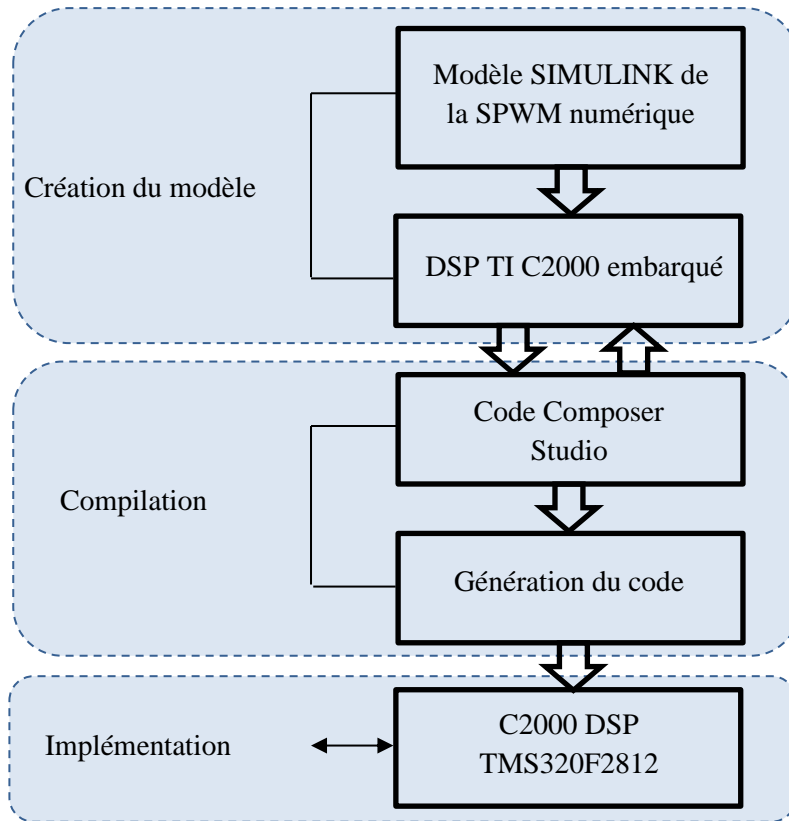 Modèle SIMULINK de
la SPWM numérique
Création du modèle
DSP TI C2000 embarqué
Code Composer
Studio
Compilation
Génération du code
C2000 DSP
TMS320F2812
Implémentation